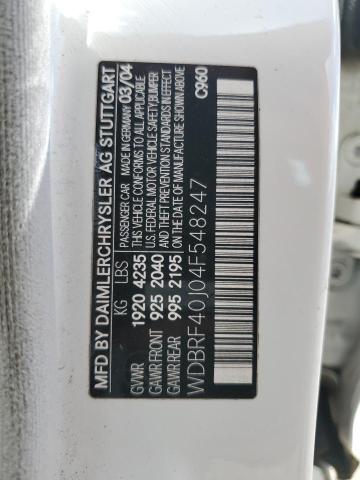 MFD BY DAIMLERCHRYSLER AG STUTTGART
PASSENGER CAR MADE IN GERMANY 03/04
KG LBS
GVWR 1920 4235
GAWR FRONT 925 2040
GAWR REAR 995 2195
THIS VEHICLE CONFORMS TO ALL APPLICABLE
U.S. FEDERAL MOTOR VEHICLE SAFETY, BUMPER
AND THEFT PREVENTION STANDARDS IN EFFECT
ON THE DATE OF MANUFACTURE SHOWN ABOVE
WDBRF40J04F548247 C960